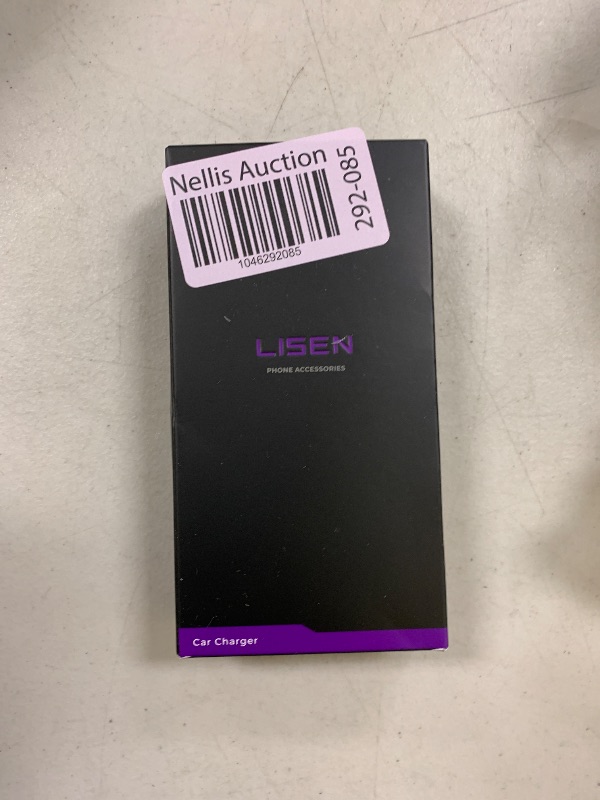 Nellis Auction
292-085
1046292085
LISEN
PHONE ACCESSORIES
Car Charger